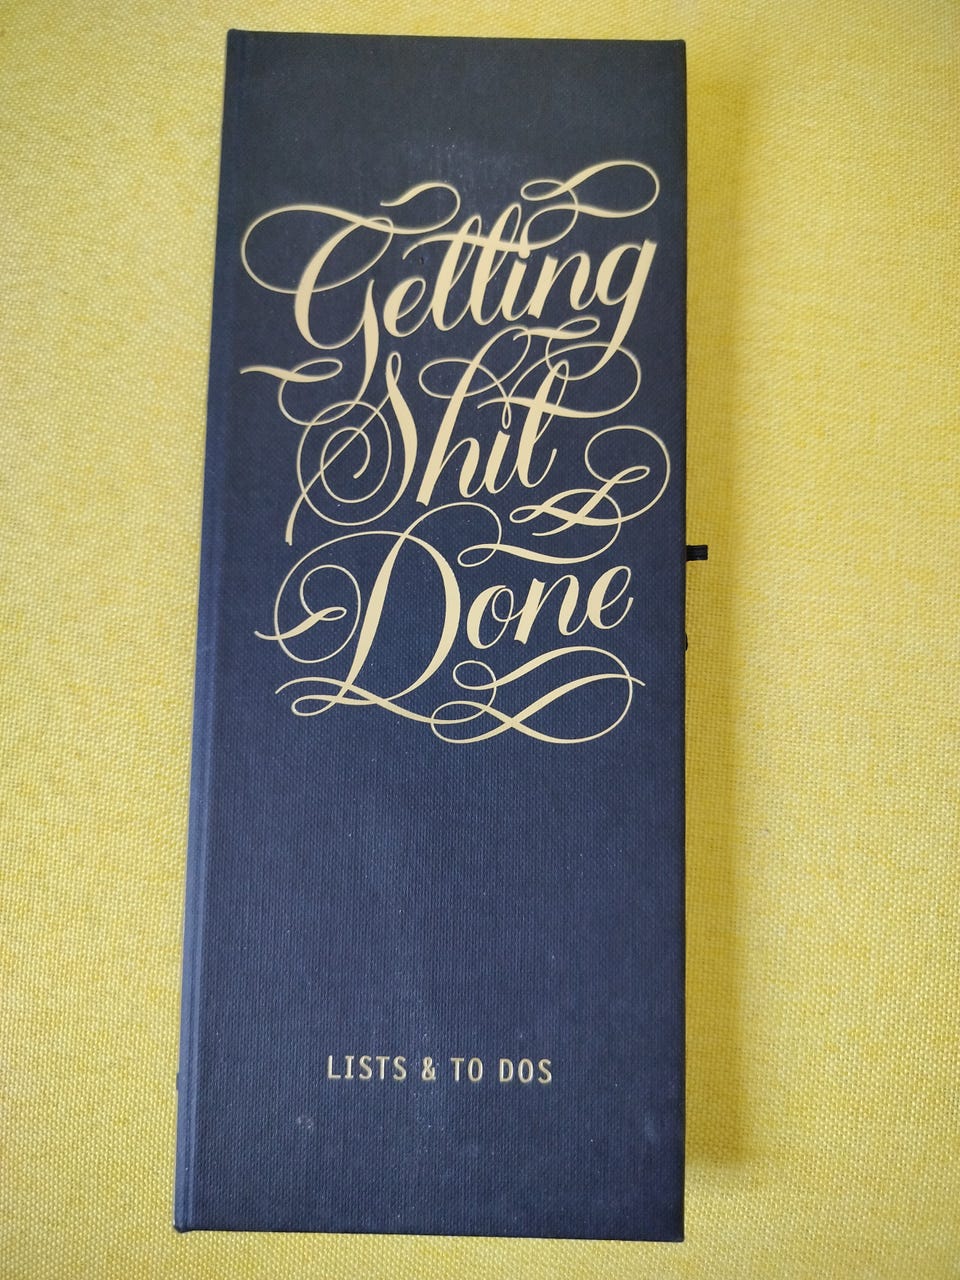 Getting
Shit
Done
LISTS & TO DOS